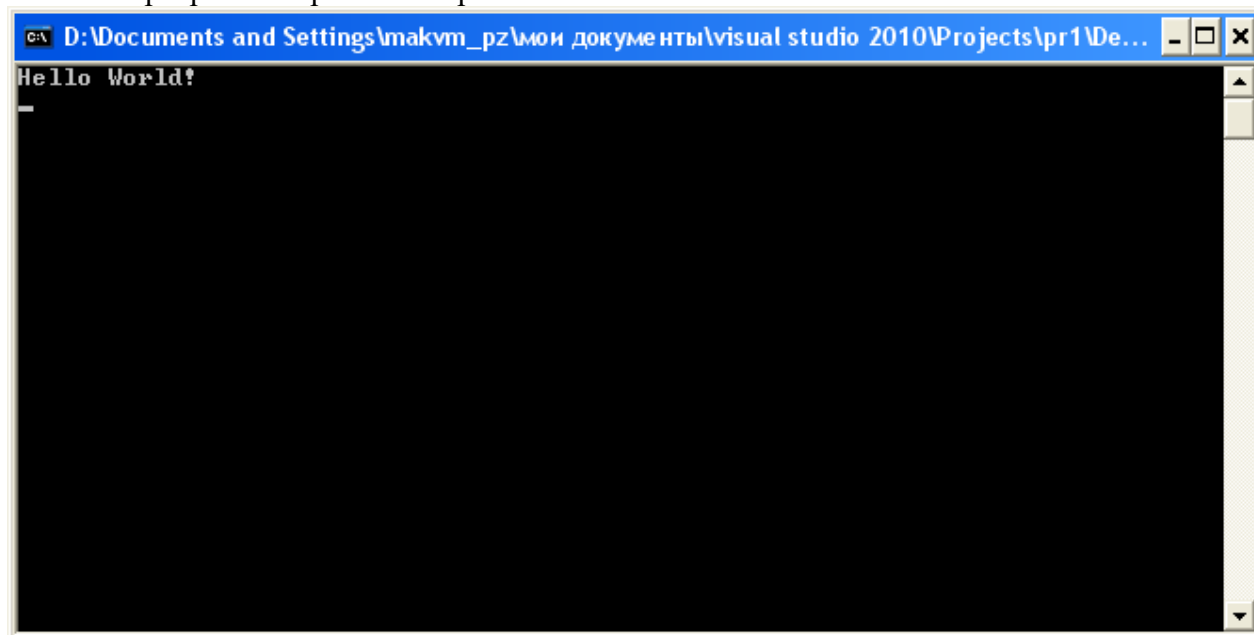 D:\Documents and Settings\makvm_pz\мои документы\visual studio 2010\Projects\pr1\De...
Hello World!